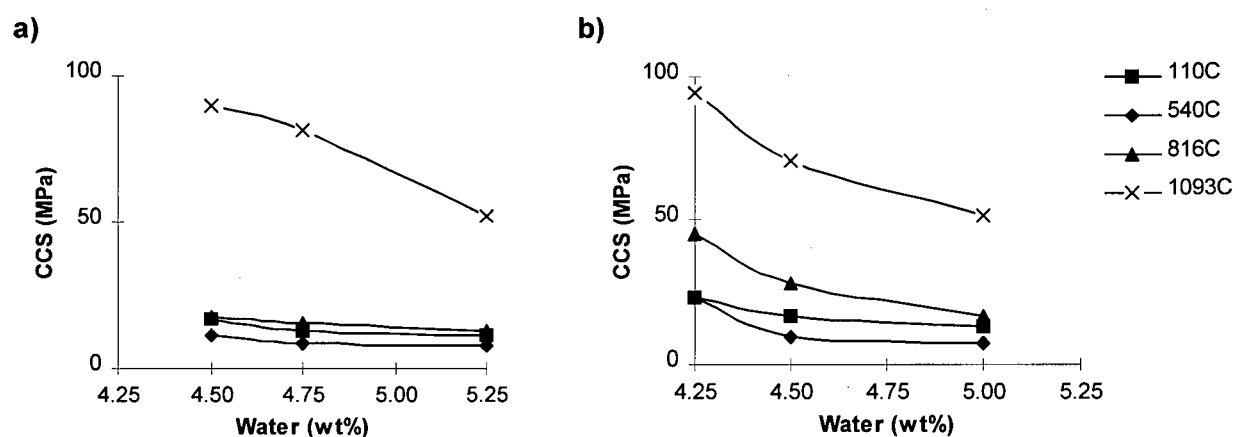 a)
100
50
0
CCS (MPa)
4.25 4.50 4.75 5.00 5.25
Water (wt%)
b)
100
50
0
CCS (MPa)
4.25 4.50 4.75 5.00 5.25
Water (wt%)
110C
540C
816C
1093C